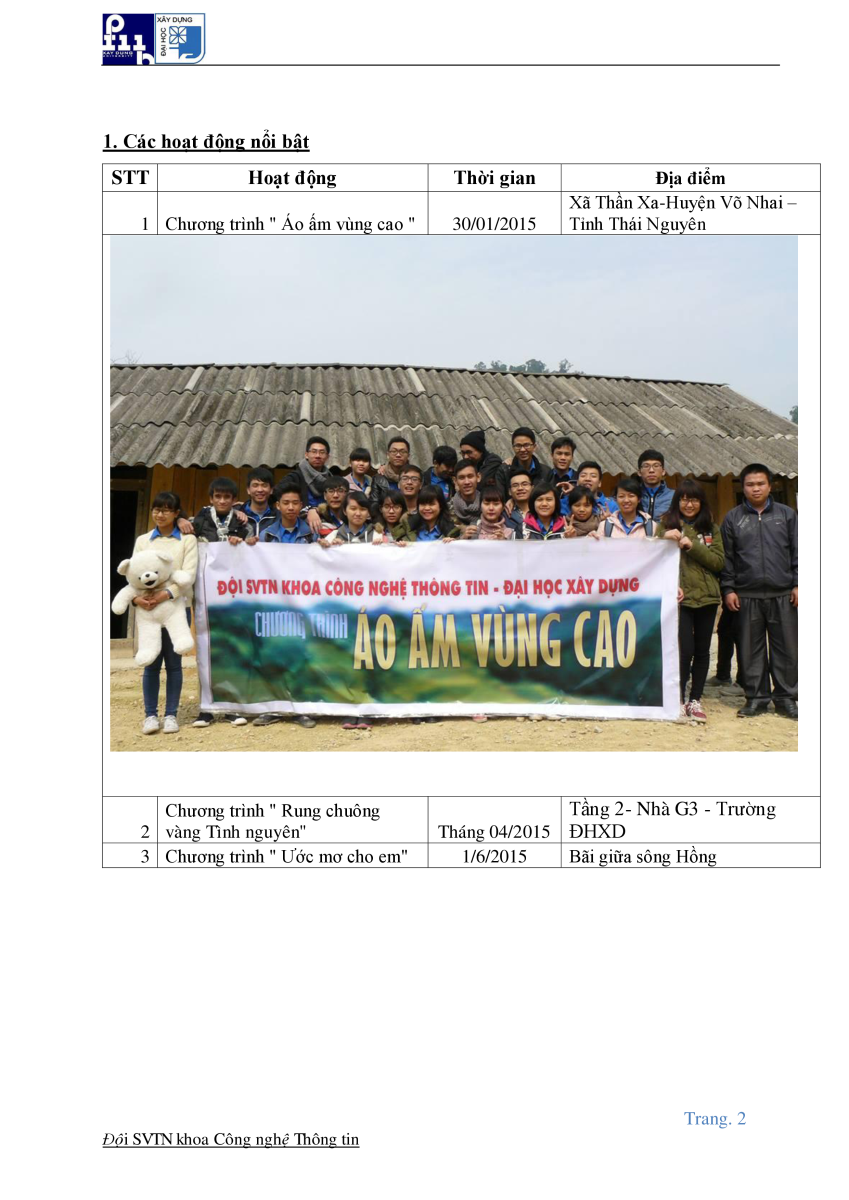 XÂY DỰNG
ĐẠI HỌC
XAY DUNG
UNIVERSITY
1. Các hoạt động nổi bật
STT Hoạt động Thời gian Địa điểm
Xã Thần Xa-Huyện Võ Nhai –
1 Chương trình " Áo ấm vùng cao " 30/01/2015 Tỉnh Thái Nguyên
ĐỘI SVTN KHOA CÔNG NGHỆ THÔNG TIN - ĐẠI HỌC XÂY DỰNG
CHƯƠNG TRÌNH ÁO ẤM VÙNG CAO
Chương trình " Rung chuông Tầng 2- Nhà G3 - Trường
2 vàng Tình nguyên" Tháng 04/2015 ĐHXD
3 Chương trình " Ước mơ cho em" 1/6/2015 Bãi giữa sông Hồng
Trang. 2
Đội SVTN khoa Công nghệ Thông tin